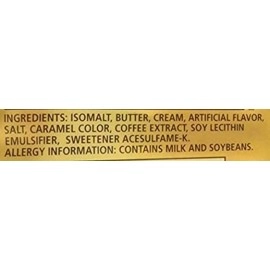 INGREDIENTS: ISOMALT, BUTTER, CREAM, ARTIFICIAL FLAVOR,
SALT, CARAMEL COLOR, COFFEE EXTRACT, SOY LECITHIN
EMULSIFIER, SWEETENER ACESULFAME-K.
ALLERGY INFORMATION: CONTAINS MILK AND SOYBEANS.